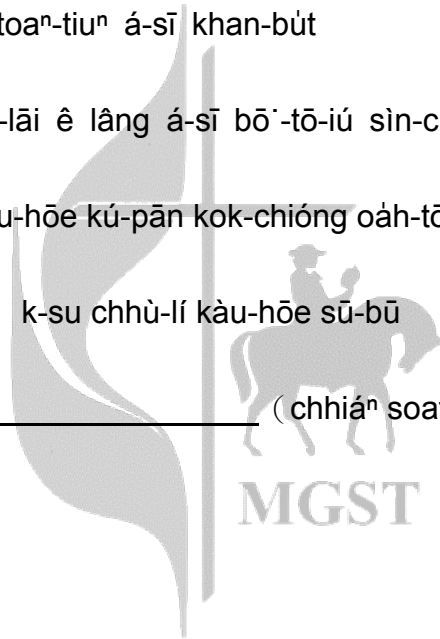 toaⁿ-tiuⁿ á-sī khan-bu̍t
-lāi ê lâng á-sī bō͘-tō-iú sìn-c
u-hōe kú-pān kok-chióng oa̍h-tō
k-su chhù-lí kàu-hōe sū-bū
（chhiáⁿ soa
MGST